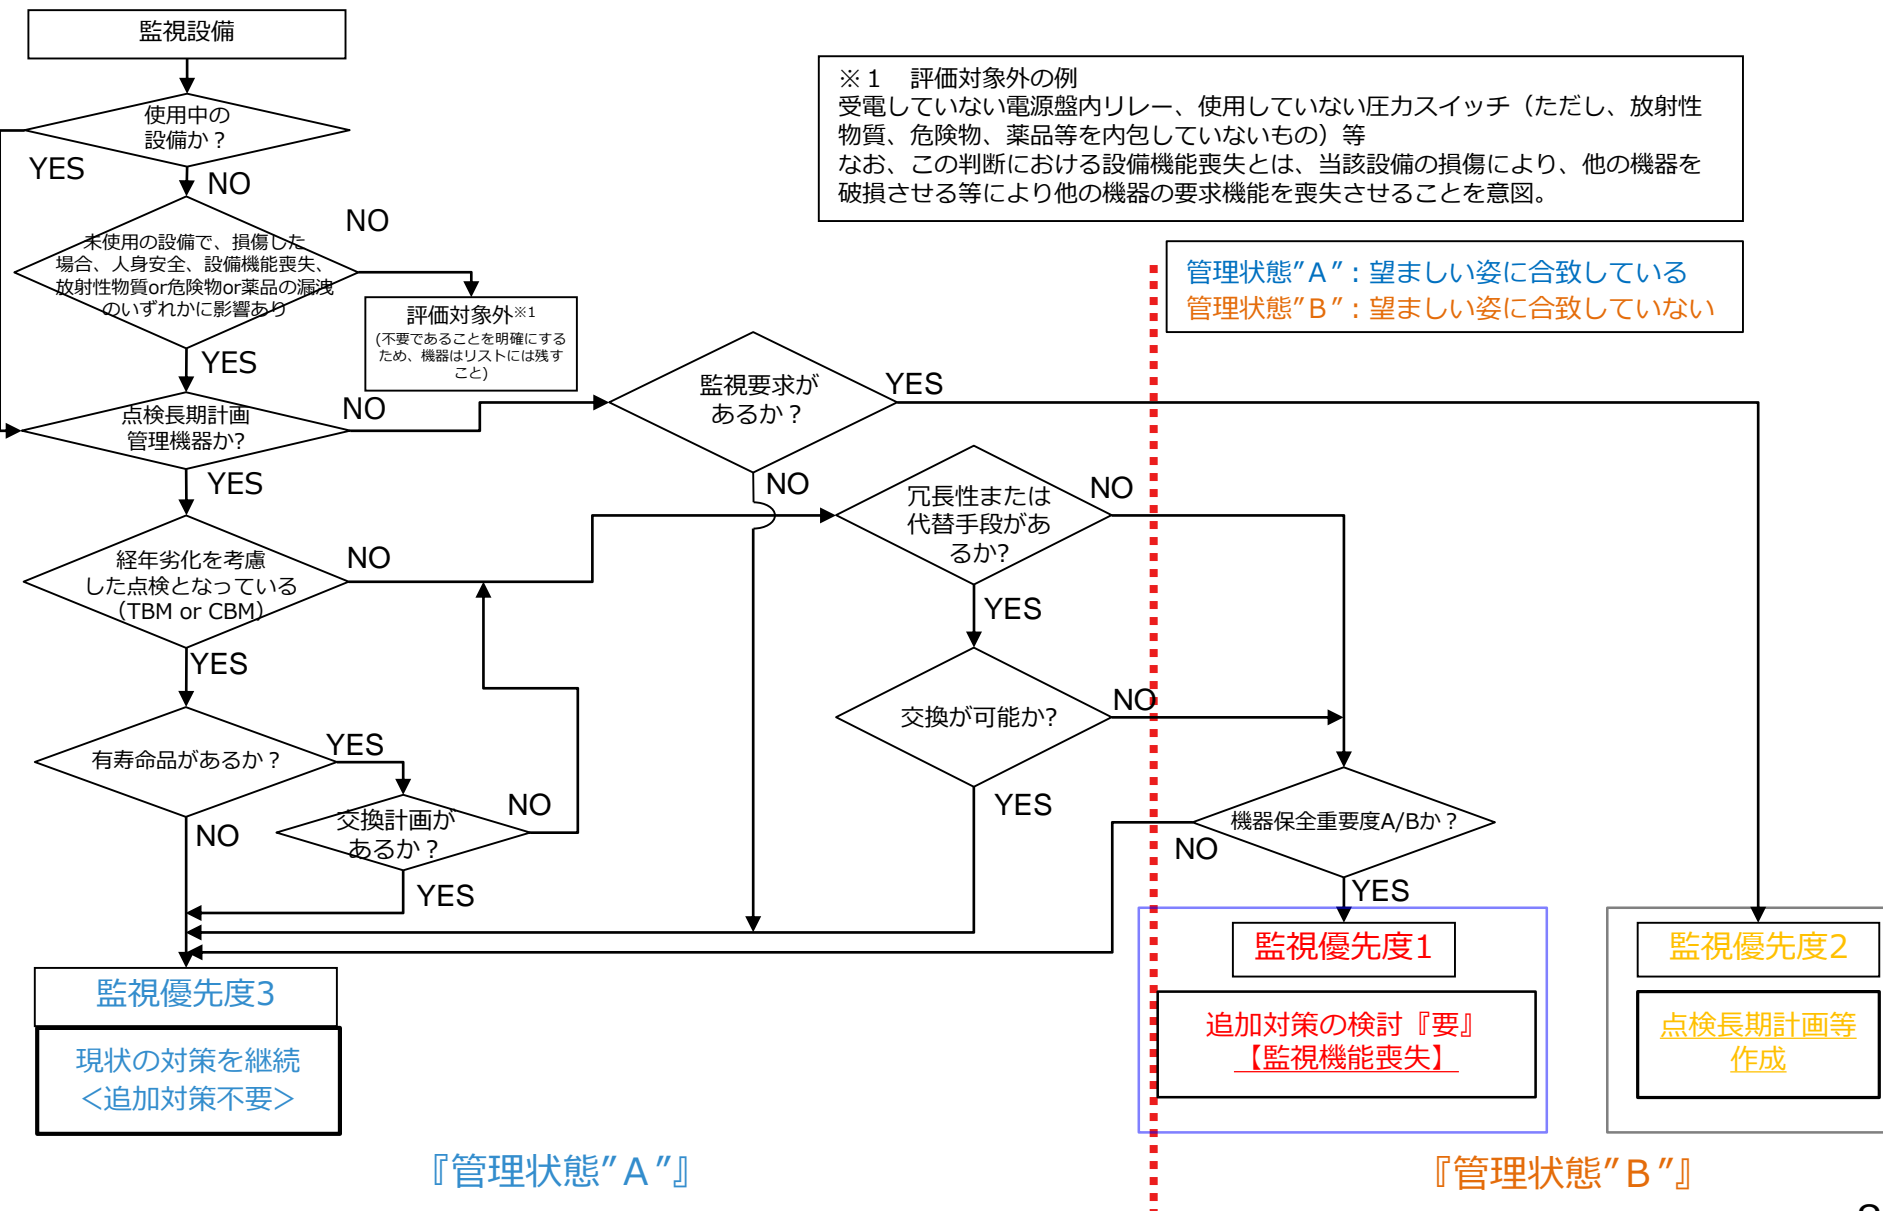 監視設備
使用中の
設備か？
YES
NO
未使用の設備で、損傷した
場合、人身安全、設備機能喪失、
放射性物質or危険物or薬品の漏洩
のいずれかに影響あり
NO
YES
評価対象外※1
(不要であることを明確にする
ため、機器はリストには残す
こと)
※１　評価対象外の例
受電していない電源盤内リレー、使用していない圧力スイッチ（ただし、放射性
物質、危険物、薬品等を内包していないもの）等
なお、この判断における設備機能喪失とは、当該設備の損傷により、他の機器を
破損させる等により他の機器の要求機能を喪失させることを意図。
管理状態”Ａ”：望ましい姿に合致している
管理状態”Ｂ”：望ましい姿に合致していない
点検長期計画
管理機器か?
NO
YES
監視要求が
あるか？
YES
NO
経年劣化を考慮
した点検となっている
（TBM or CBM）
NO
YES
冗長性または
代替手段があ
るか?
NO
YES
有寿命品があるか？
YES
NO
交換計画が
あるか？
NO
YES
交換が可能か?
NO
YES
機器保全重要度A/Bか？
NO
YES
監視優先度3
現状の対策を継続
＜追加対策不要＞
監視優先度1
追加対策の検討『要』
【監視機能喪失】
監視優先度2
点検長期計画等
作成
『管理状態”Ａ”』
『管理状態”Ｂ”』